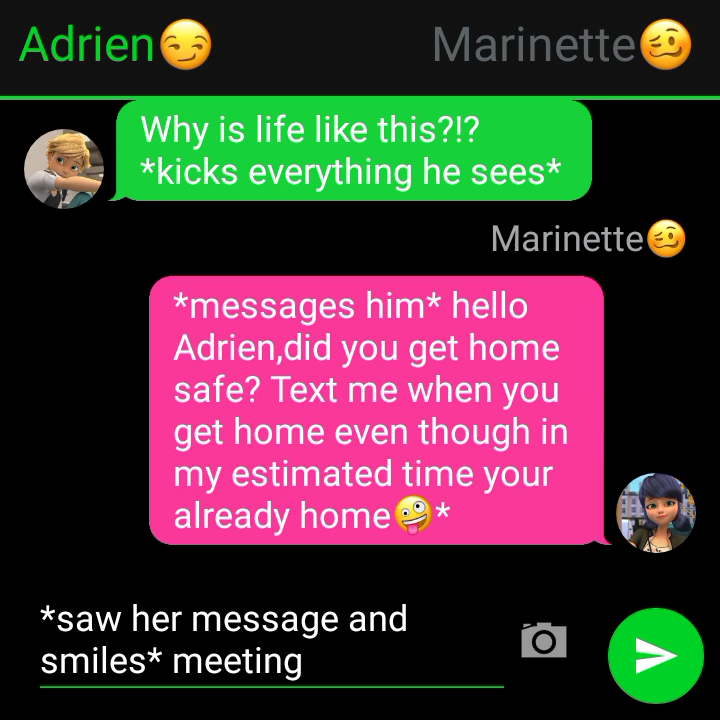 Adrien😏 Marinette🥴
Why is life like this?!?
*kicks everything he sees*
Marinette🥴
*messages him* hello
Adrien,did you get home
safe? Text me when you
get home even though in
my estimated time your
already home🤪*
*saw her message and
smiles* meeting